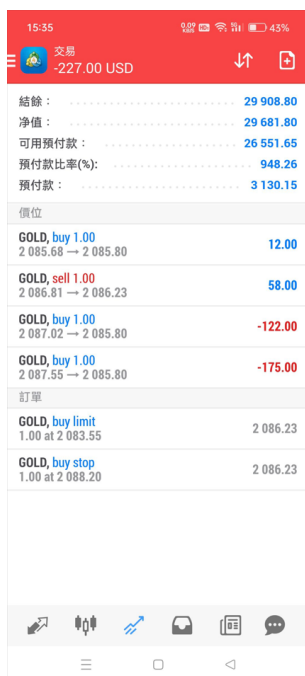 15:35 0.09 KB/S HD 5G 43%
交易
-227.00 USD
結餘： 29 908.80
净值： 29 681.80
可用預付款： 26 551.65
預付款比率(%): 948.26
預付款： 3 130.15
價位
GOLD, buy 1.00
2 085.68 → 2 085.80 12.00
GOLD, sell 1.00
2 086.81 → 2 086.23 58.00
GOLD, buy 1.00
2 087.02 → 2 085.80 -122.00
GOLD, buy 1.00
2 087.55 → 2 085.80 -175.00
訂單
GOLD, buy limit
1.00 at 2 083.55 2 086.23
GOLD, buy stop
1.00 at 2 088.20 2 086.23